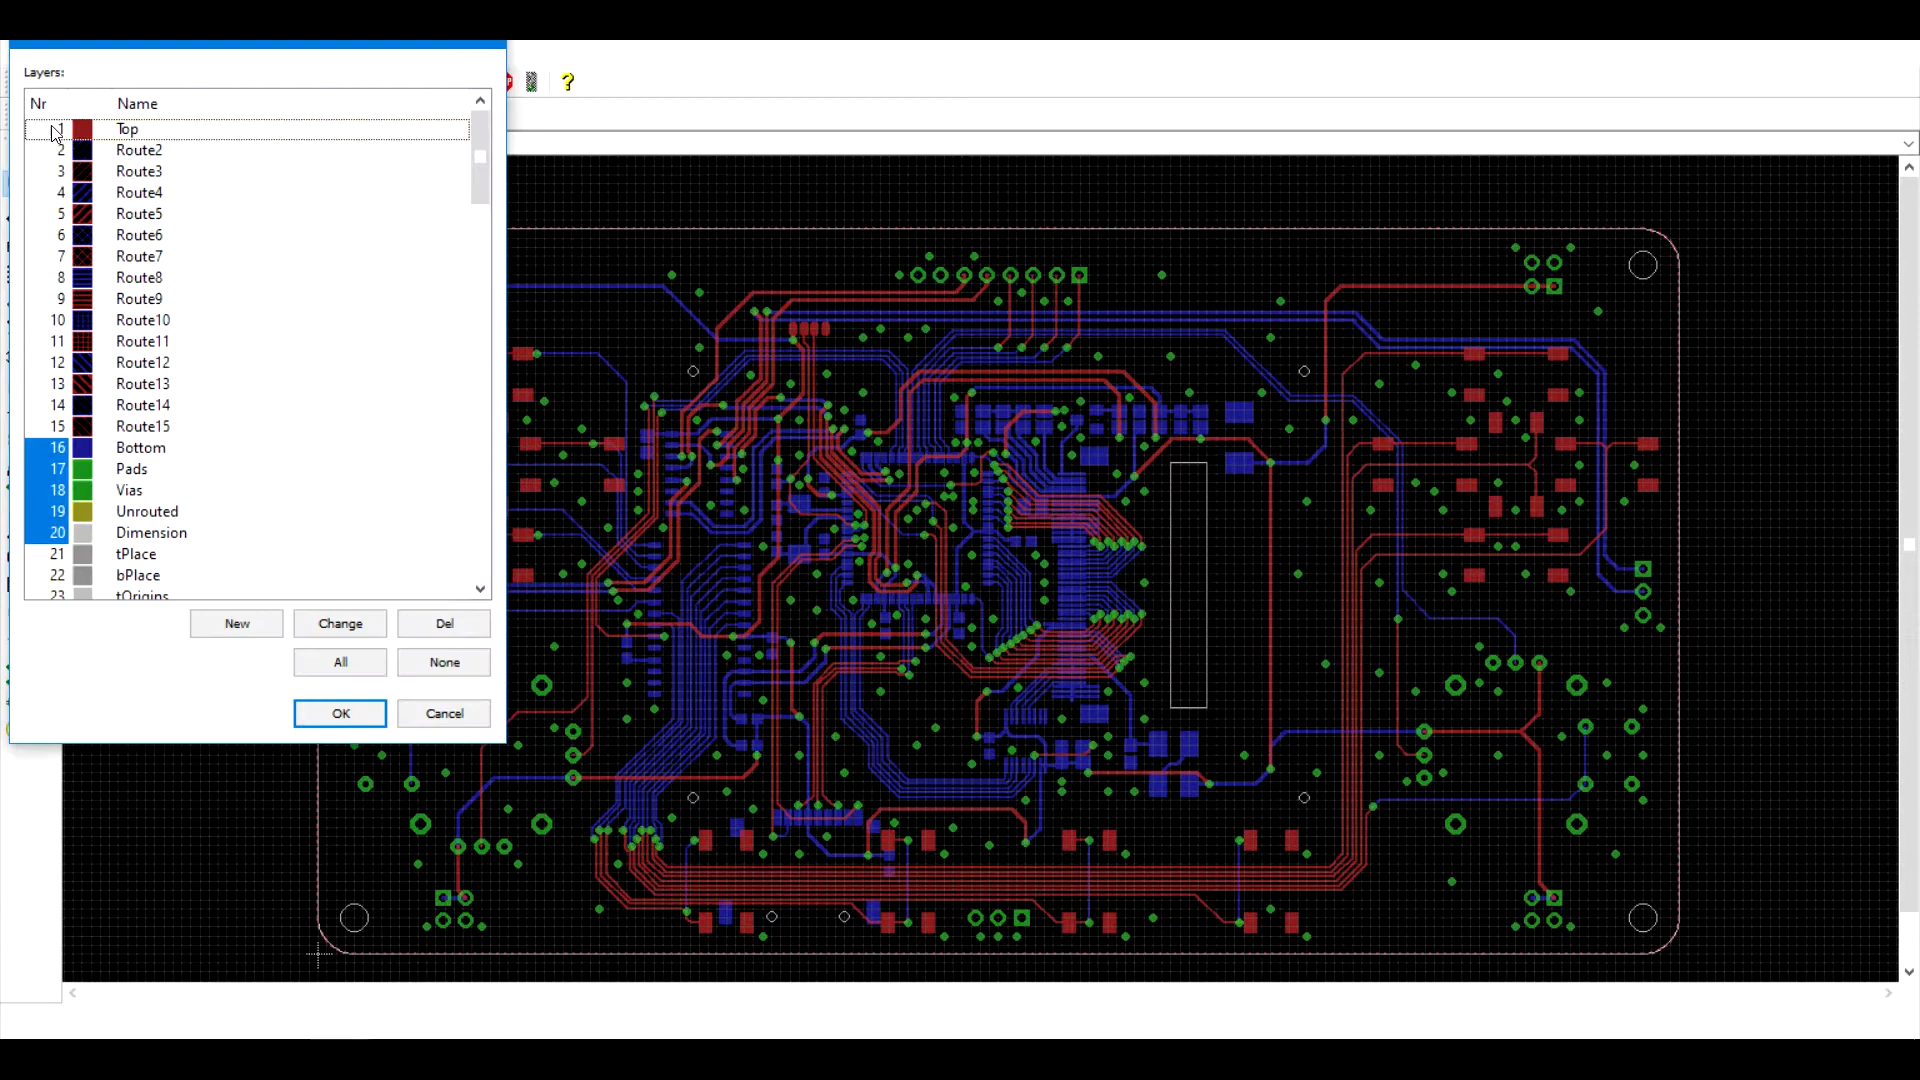 Layers:
Nr Name
1 Top
2 Route2
3 Route3
4 Route4
5 Route5
6 Route6
7 Route7
8 Route8
9 Route9
10 Route10
11 Route11
12 Route12
13 Route13
14 Route14
15 Route15
16 Bottom
17 Pads
18 Vias
19 Unrouted
20 Dimension
21 tPlace
22 bPlace
23 tOrigins
New Change Del
All None
OK Cancel
?